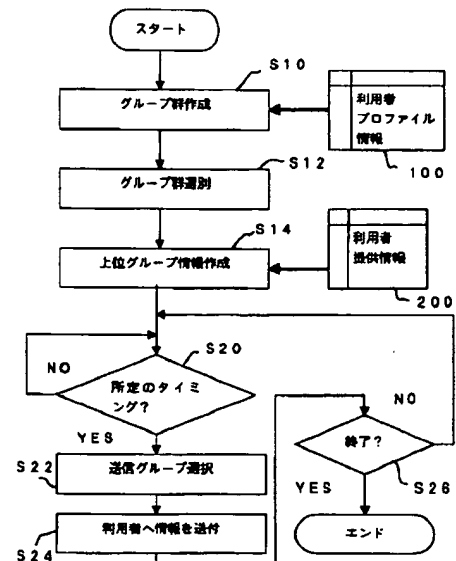 スタート
S10
グループ群作成
利用者
プロファイル
情報
100
S12
グループ群選別
S14
上位グループ情報作成
利用者
提供情報
200
S20
NO
所定のタイミ
ング?
YES
NO
終了?
S22
送信グループ選択
YES
S26
S24
利用者へ情報を送付
エンド